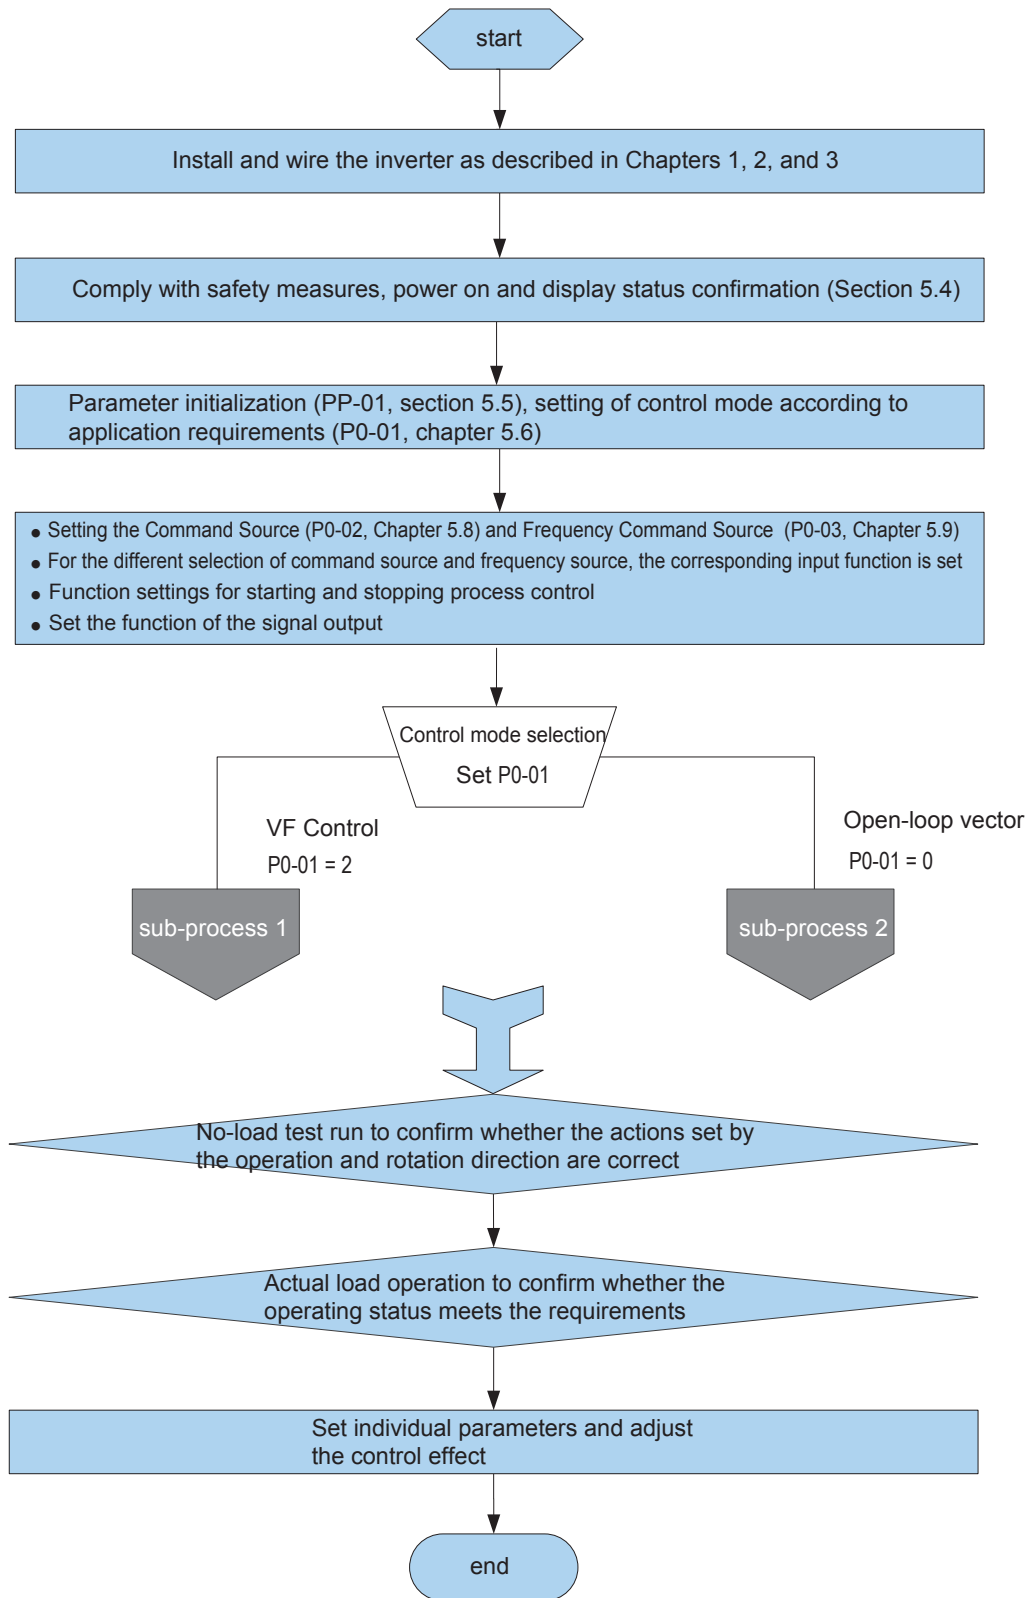 start
Install and wire the inverter as described in Chapters 1, 2, and 3
Comply with safety measures, power on and display status confirmation (Section 5.4)
Parameter initialization (PP-01, section 5.5), setting of control mode according to
application requirements (P0-01, chapter 5.6)
• Setting the Command Source (P0-02, Chapter 5.8) and Frequency Command Source (P0-03, Chapter 5.9)
• For the different selection of command source and frequency source, the corresponding input function is set
• Function settings for starting and stopping process control
• Set the function of the signal output
Control mode selection
Set P0-01
VF Control
P0-01 = 2
Open-loop vector
P0-01 = 0
sub-process 1
sub-process 2
No-load test run to confirm whether the actions set by
the operation and rotation direction are correct
Actual load operation to confirm whether the
operating status meets the requirements
Set individual parameters and adjust
the control effect
end